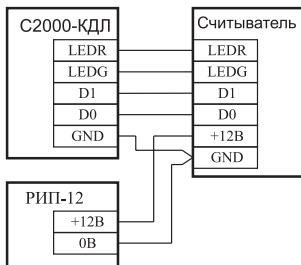 С2000-КДЛ
LEDR
LEDG
D1
D0
GND
Считыватель
LEDR
LEDG
D1
D0
+12В
GND
РИП-12
+12В
0В